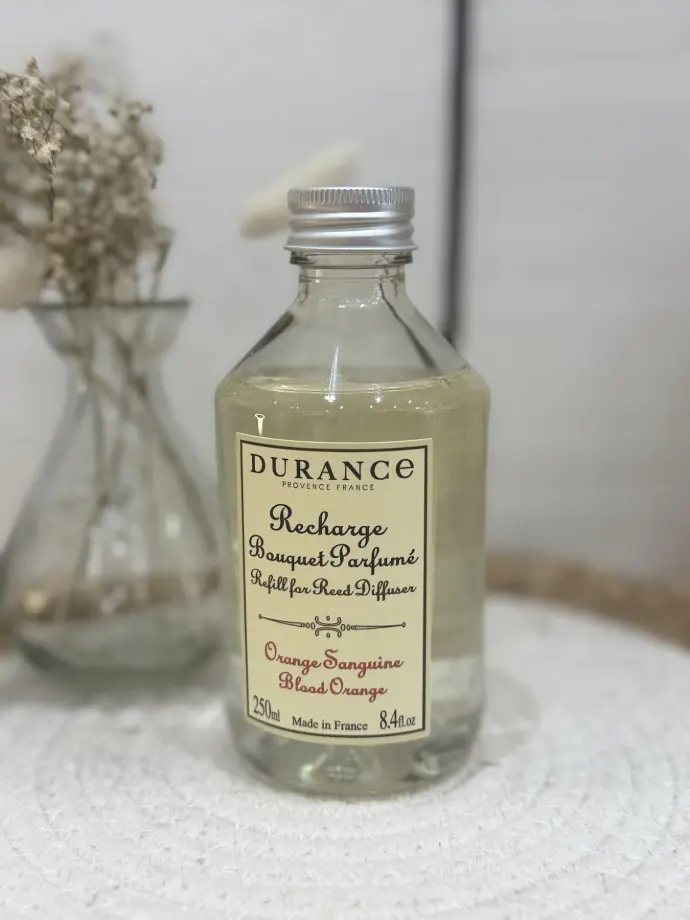 DURANCE
PROVENCE FRANCE
Recharge
Bouquet Parfumé
Refill for Reed Diffuser
Orange Sanguine
Blood Orange
250ml Made in France 8.4fl.oz